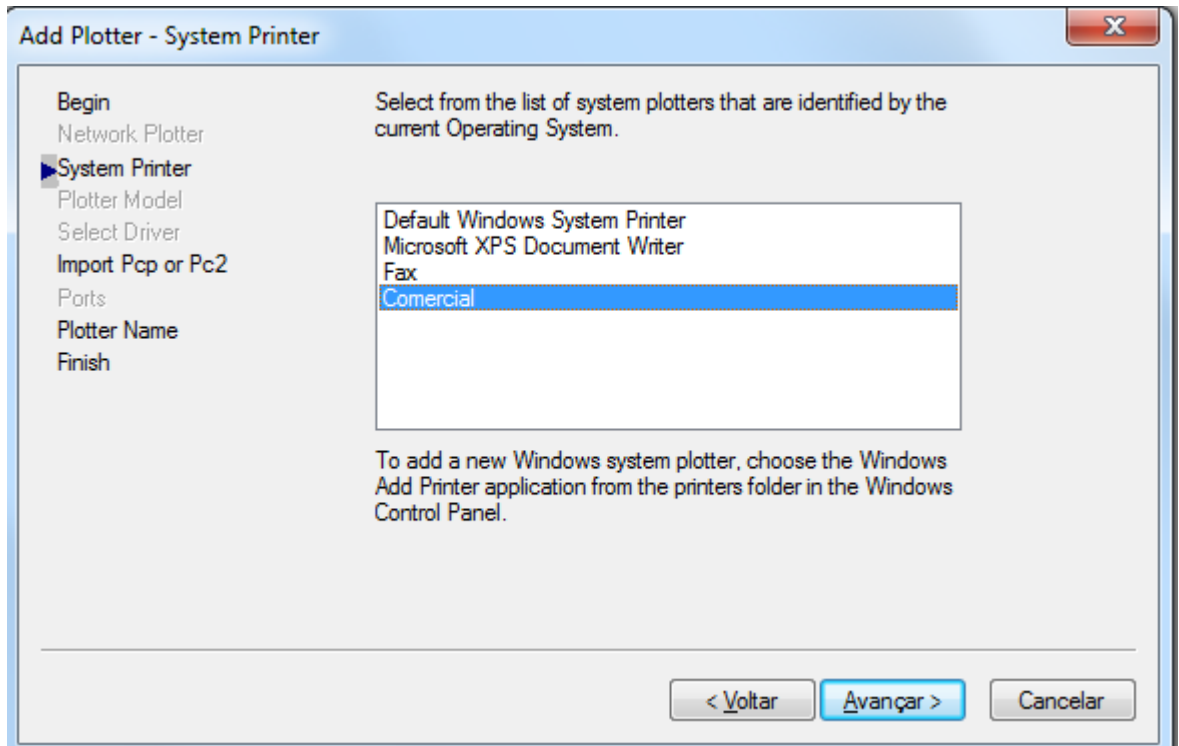 Add Plotter - System Printer
X
Begin
Network Plotter
System Printer
Plotter Model
Select Driver
Import Pcp or Pc2
Ports
Plotter Name
Finish
Select from the list of system plotters that are identified by the
current Operating System.
Default Windows System Printer
Microsoft XPS Document Writer
Fax
Comercial
To add a new Windows system plotter, choose the Windows
Add Printer application from the printers folder in the Windows
Control Panel.
< Voltar
Avançar >
Cancelar